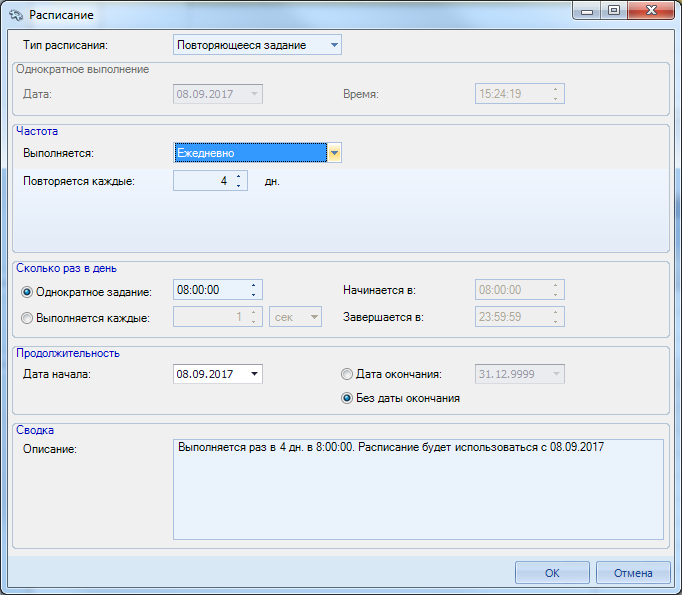 Расписание
Тип расписания: Повторяющееся задание
Однократное выполнение
Дата: 08.09.2017 Время: 15:24:19
Частота
Выполняется: Ежедневно
Повторяется каждые: 4 дн.
Сколько раз в день
Однократное задание: 08:00:00 Начинается в: 08:00:00
Выполняется каждые: 1 сек Завершается в: 23:59:59
Продолжительность
Дата начала: 08.09.2017 Дата окончания: 31.12.9999
Без даты окончания
Сводка
Описание: Выполняется раз в 4 дн. в 8:00:00. Расписание будет использоваться с 08.09.2017
OK Отмена